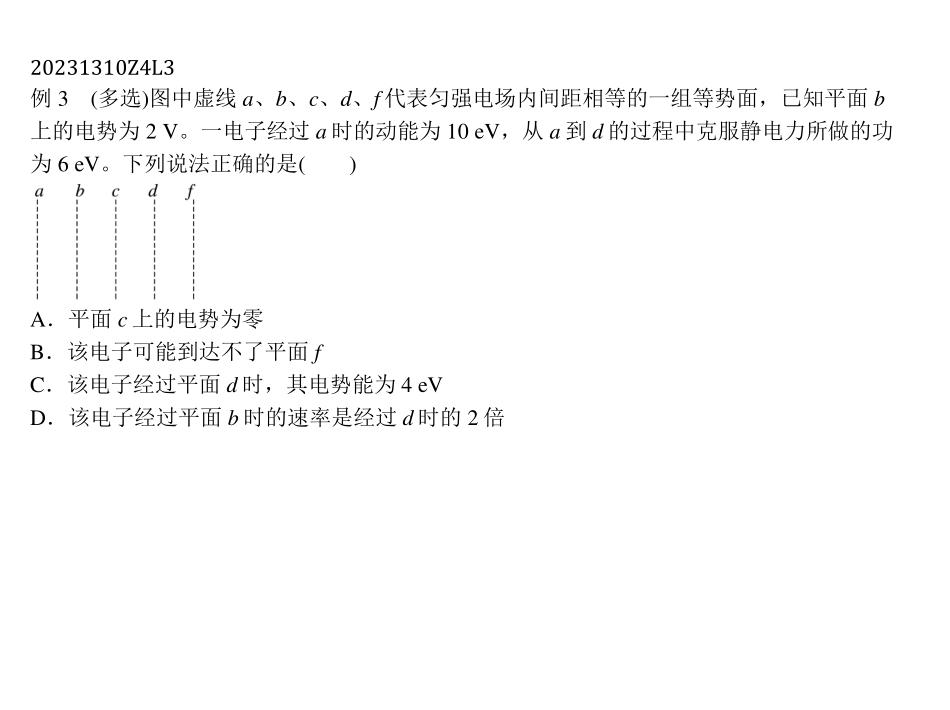 20231310Z4L3
例 3　(多选)图中虚线 a、b、c、d、f 代表匀强电场内间距相等的一组等势面，已知平面 b
上的电势为 2 V。一电子经过 a 时的动能为 10 eV，从 a 到 d 的过程中克服静电力所做的功
为 6 eV。下列说法正确的是(　　)
a b c d f
A．平面 c 上的电势为零
B．该电子可能到达不了平面 f
C．该电子经过平面 d 时，其电势能为 4 eV
D．该电子经过平面 b 时的速率是经过 d 时的 2 倍